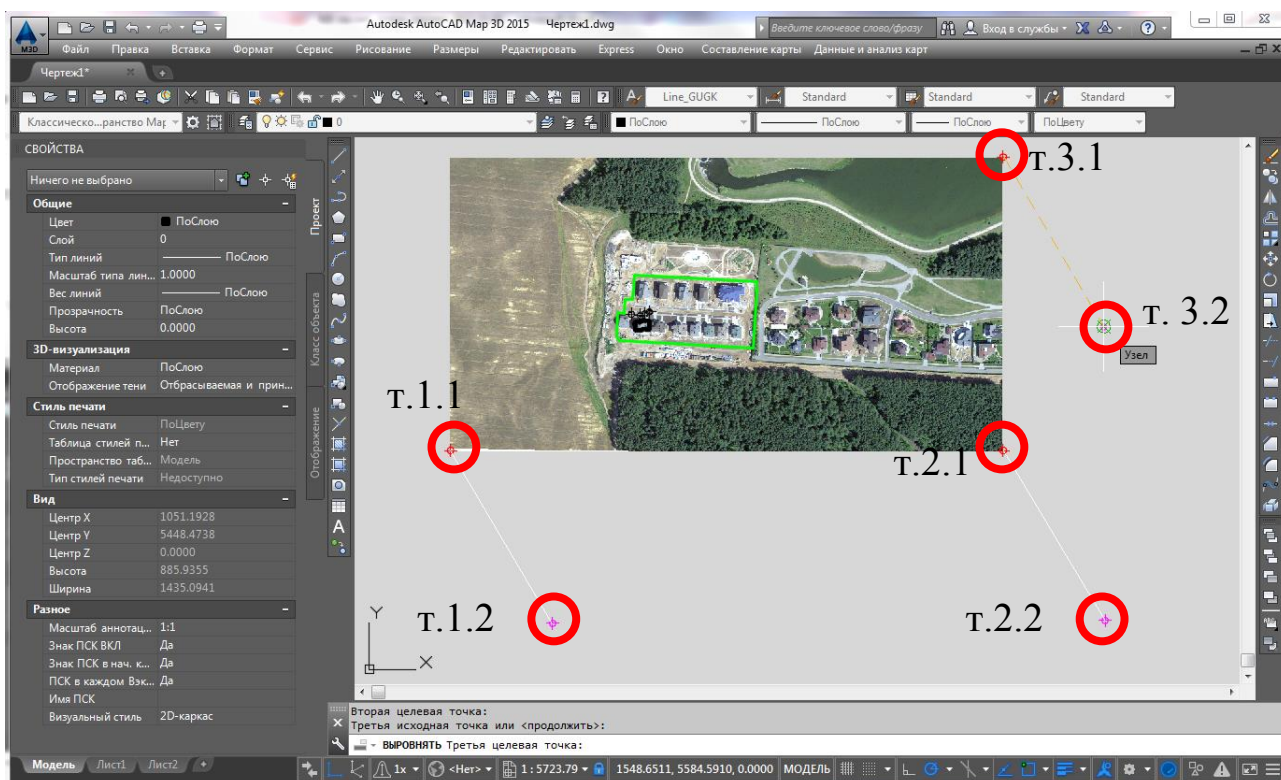 Autodesk AutoCAD Map 3D 2015 Чертеж1.dwg
Введите ключевое слово/фразу
Вход в службы
M3D
Файл Правка Вставка Формат Сервис Рисование Размеры Редактировать Express Окно Составление карты Данные и анализ карт
Чертеж1*
Line_GUGK Standard Standard Standard
Классическо...ранство Мар
0
ПоСлою ПоСлою ПоСлою ПоЦвету
СВОЙСТВА
Ничего не выбрано
Общие
Цвет ПоСлою
Слой 0
Тип линий ПоСлою
Масштаб типа лин... 1.0000
Вес линий ПоСлою
Прозрачность ПоСлою
Высота 0.0000
3D-визуализация
Материал ПоСлою
Отображение тени Отбрасываемая и прин...
Стиль печати
Стиль печати ПоЦвету
Таблица стилей п... Нет
Пространство таб... Модель
Тип стилей печати Недоступно
Вид
Центр X 1051.1928
Центр Y 5448.4738
Центр Z 0.0000
Высота 885.9355
Ширина 1435.0941
Разное
Масштаб аннотац... 1:1
Знак ПСК ВКЛ Да
Знак ПСК в нач. к... Да
ПСК в каждом Вэк... Да
Имя ПСК
Визуальный стиль 2D-каркас
Проект
Класс объекта
Отображение
т.3.1
т. 3.2
Узел
т.1.1
т.2.1
т.1.2
т.2.2
Y
X
Вторая целевая точка:
Третья исходная точка или <продолжить>:
ВЫРОВНЯТЬ Третья целевая точка:
Модель Лист1 Лист2
1x <Нет> 1:5723.79 1548.6511, 5584.5910, 0.0000 МОДЕЛЬ